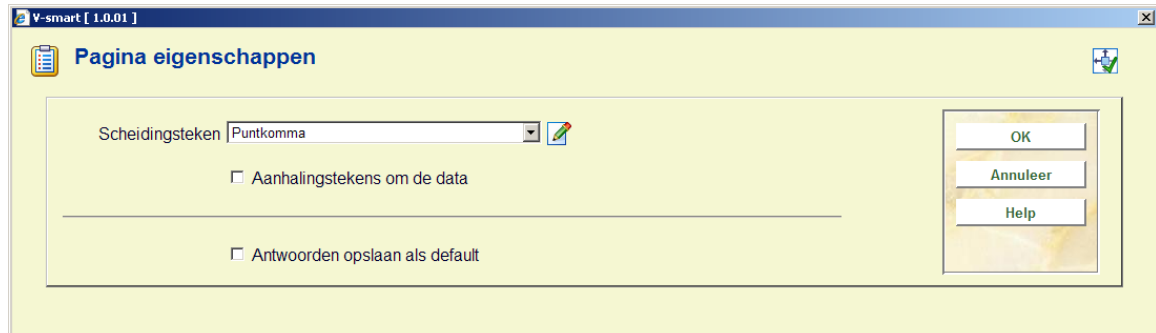 V-smart [ 1.0.01 ]
Pagina eigenschappen
Scheidingsteken Puntkomma
Aanhalingstekens om de data
Antwoorden opslaan als default
OK
Annuleer
Help